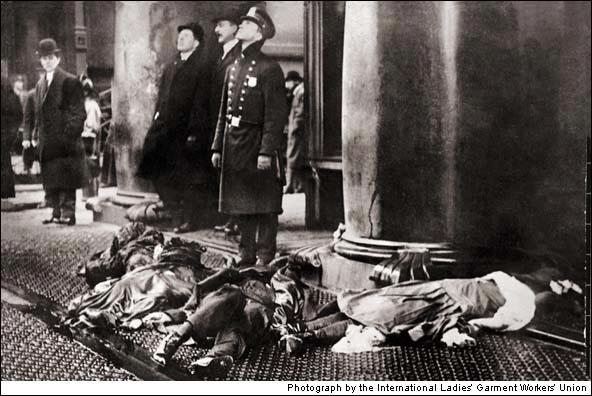 Photograph by the International Ladies' Garment Workers' Union